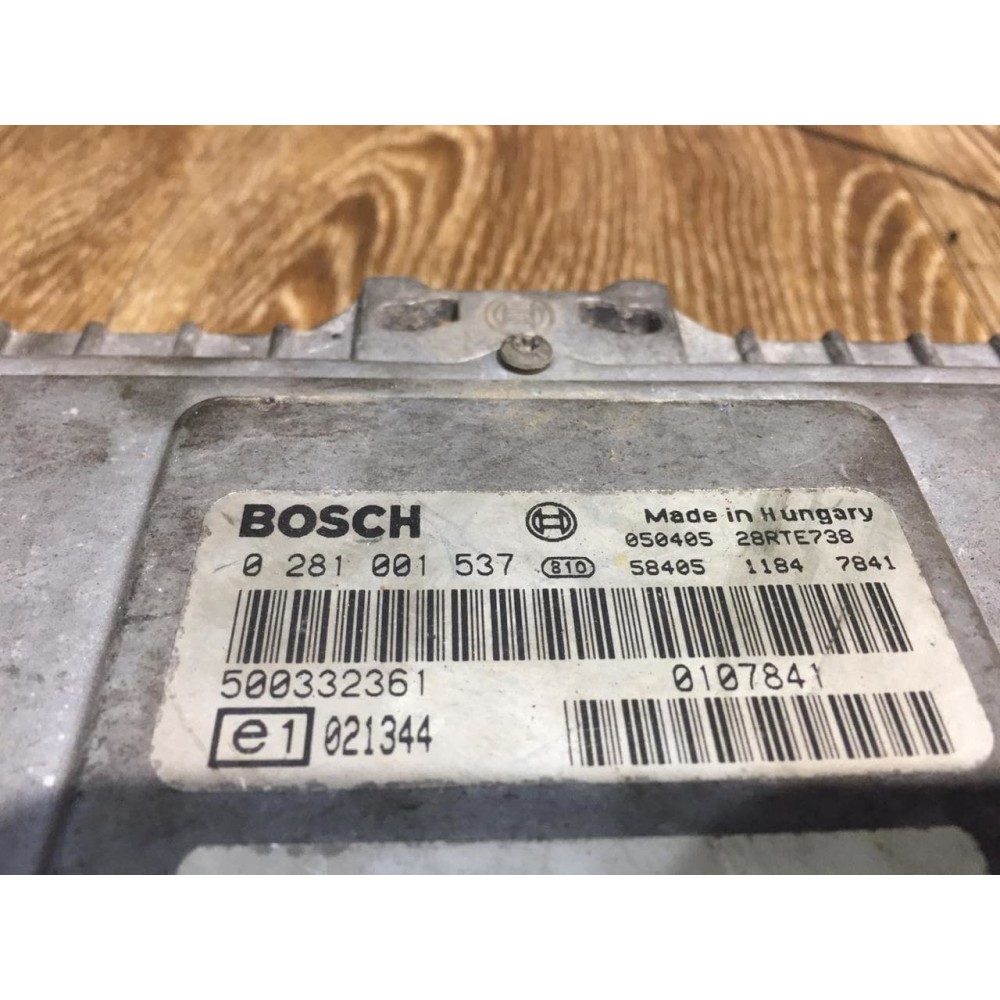 BOSCH
Made in Hungary
050405 28RTE738
0 281 001 537 810 58405 1184 7841
500332361 0107841
e1 021344